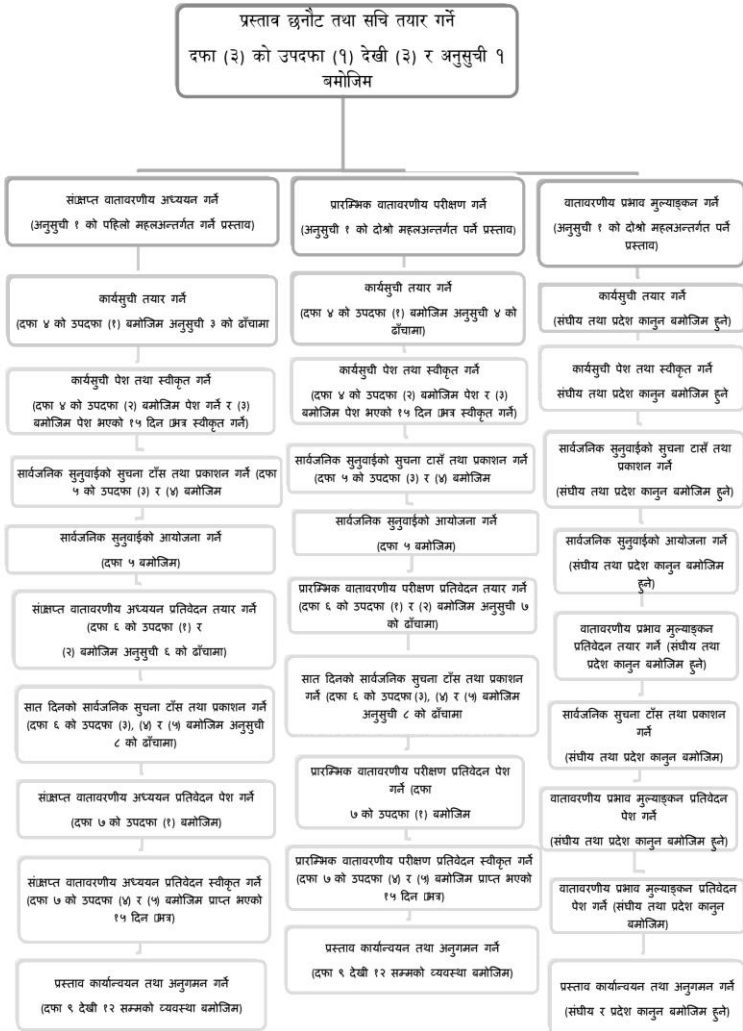 प्रस्ताव छनौट तथा सचि तयार गर्ने
दफा (३) को उपदफा (१) देखी (३) र अनुसुची १
बमोजिम
संक्षिप्त वातावरणीय अध्ययन गर्ने
(अनुसुची १ को पहिलो महलअन्तर्गत गर्ने प्रस्ताव)
कार्यसुची तयार गर्ने
(दफा ४ को उपदफा (१) बमोजिम अनुसुची ३ को ढाँचामा
कार्यसुची पेश तथा स्वीकृत गर्ने
(दफा ४ को उपदफा (२) बमोजिम पेश गर्ने र (३)
बमोजिम पेश भएको १५ दिन भित्र स्वीकृत गर्ने)
सार्वजनिक सुनुवाईको सुचना टाँस तथा प्रकाशन गर्ने (दफा
५ को उपदफा (३) र (४) बमोजिम
सार्वजनिक सुनुवाईको आयोजना गर्ने
(दफा ५ बमोजिम)
संक्षिप्त वातावरणीय अध्ययन प्रतिवेदन तयार गर्ने
(दफा ६ को उपदफा (१) र
(२) बमोजिम अनुसुची ६ को ढाँचामा)
सात दिनको सार्वजनिक सुचना टाँस तथा प्रकाशन गर्ने
(दफा ६ को उपदफा (३), (४) र (५) बमोजिम अनुसुची
८ को ढाँचामा)
संक्षिप्त वातावरणीय अध्ययन प्रतिवेदन पेश गर्ने
(दफा ७ को उपदफा (१) बमोजिम)
संक्षिप्त वातावरणीय अध्ययन प्रतिवेदन स्वीकृत गर्ने
(दफा ७ को उपदफा (४) र (५) बमोजिम प्राप्त भएको
१५ दिन भित्र)
प्रस्ताव कार्यान्वयन तथा अनुगमन गर्ने
(दफा ९ देखी १२ सम्मको व्यवस्था बमोजिम)
प्रारम्भिक वातावरणीय परीक्षण गर्ने
(अनुसुची १ को दोश्रो महलअन्तर्गत पर्ने प्रस्ताव)
कार्यसुची तयार गर्ने
(दफा ४ को उपदफा (१) बमोजिम अनुसुची ४ को
ढाँचामा)
कार्यसुची पेश तथा स्वीकृत गर्ने
(दफा ४ को उपदफा (२) बमोजिम पेश र (३)
बमोजिम पेश भएको १५ दिन भित्र स्वीकृत गर्ने)
सार्वजनिक सुनुवाईको सुचना टासँ तथा प्रकाशन गर्ने
(दफा ५ को उपदफा (३) र (४) बमोजिम
सार्वजनिक सुनुवाईको आयोजना गर्ने
(दफा ५ बमोजिम)
प्रारम्भिक वातावरणीय परीक्षण प्रतिवेदन तयार गर्ने
(दफा ६ को उपदफा (१) र (२) बमोजिम अनुसुची ७
को ढाँचामा)
सात दिनको सार्वजनिक सुचना टाँस तथा प्रकाशन
गर्ने (दफा ६ को उपदफा (३), (४) र (५) बमोजिम
अनुसुची ८ को ढाँचामा
प्रारम्भिक वातावरणीय परीक्षण प्रतिवेदन पेश
गर्ने (दफा
७ को उपदफा (१) बमोजिम
प्रारम्भिक वातावरणीय परीक्षण प्रतिवेदन स्वीकृत गर्ने
(दफा ७ को उपदफा (४) र (५) बमोजिम प्राप्त भएको
१५ दिन भित्र)
प्रस्ताव कार्यान्वयन तथा अनुगमन गर्ने
(दफा ९ देखी १२ सम्मको व्यवस्था बमोजिम)
वातावरणीय प्रभाव मुल्याङ्कन गर्ने
(अनुसुची १ को दोश्रो महलअन्तर्गत पर्ने
प्रस्ताव)
कार्यसुची तयार गर्ने
(संघीय तथा प्रदेश कानुन बमोजिम हुने)
कार्यसुची पेश तथा स्वीकृत गर्ने
संघीय तथा प्रदेश कानुन बमोजिम हुने
सार्वजनिक सुनुवाईको सुचना टासँ तथा
प्रकाशन गर्ने
(संघीय तथा प्रदेश कानुन बमोजिम हुने)
सार्वजनिक सुनुवाईको आयोजना गर्ने
(संघीय तथा प्रदेश कानुन बमोजिम
हुने)
वातावरणीय प्रभाव मुल्याङ्कन
प्रतिवेदन तयार गर्ने (संघीय तथा
प्रदेश कानुन बमोजिम हुने)
सार्वजनिक सुचना टाँस तथा प्रकाशन
गर्ने
(संघीय तथा प्रदेश कानुन बमोजिम)
वातावरणीय प्रभाव मुल्याङ्कन प्रतिवेदन
पेश गर्ने
(संघीय तथा प्रदेश कानुन बमोजिम हुने)
वातावरणीय प्रभाव मुल्याङ्कन प्रतिवेदन
पेश गर्ने (संघीय तथा प्रदेश कानुन
बमोजिम)
प्रस्ताव कार्यान्वयन तथा अनुगमन गर्ने
(संघीय र प्रदेश कानुन बमोजिम हुने)